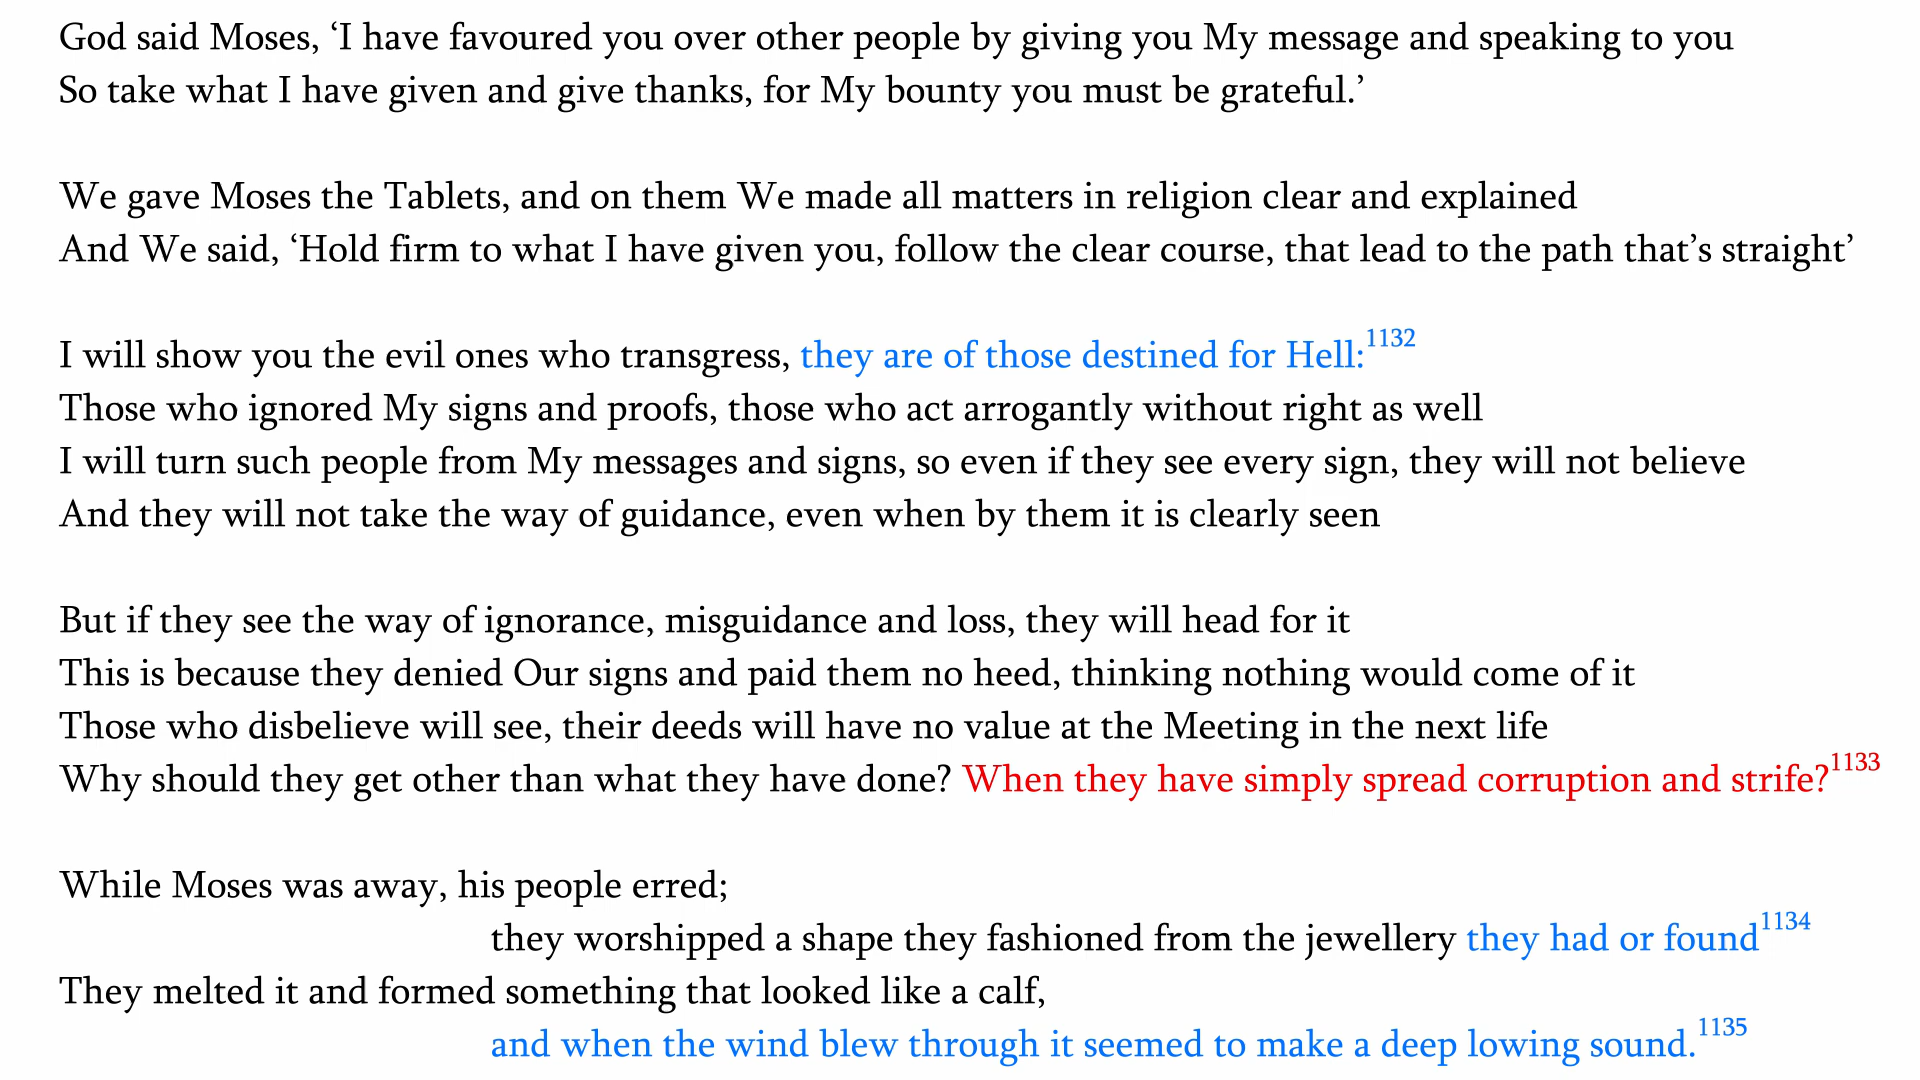 God said Moses, ‘I have favoured you over other people by giving you My message and speaking to you
So take what I have given and give thanks, for My bounty you must be grateful.’
We gave Moses the Tablets, and on them We made all matters in religion clear and explained
And We said, ‘Hold firm to what I have given you, follow the clear course, that lead to the path that’s straight’
I will show you the evil ones who transgress, they are of those destined for Hell:1132
Those who ignored My signs and proofs, those who act arrogantly without right as well
I will turn such people from My messages and signs, so even if they see every sign, they will not believe
And they will not take the way of guidance, even when by them it is clearly seen
But if they see the way of ignorance, misguidance and loss, they will head for it
This is because they denied Our signs and paid them no heed, thinking nothing would come of it
Those who disbelieve will see, their deeds will have no value at the Meeting in the next life
Why should they get other than what they have done? When they have simply spread corruption and strife?1133
While Moses was away, his people erred;
they worshipped a shape they fashioned from the jewellery they had or found1134
They melted it and formed something that looked like a calf,
and when the wind blew through it seemed to make a deep lowing sound.1135